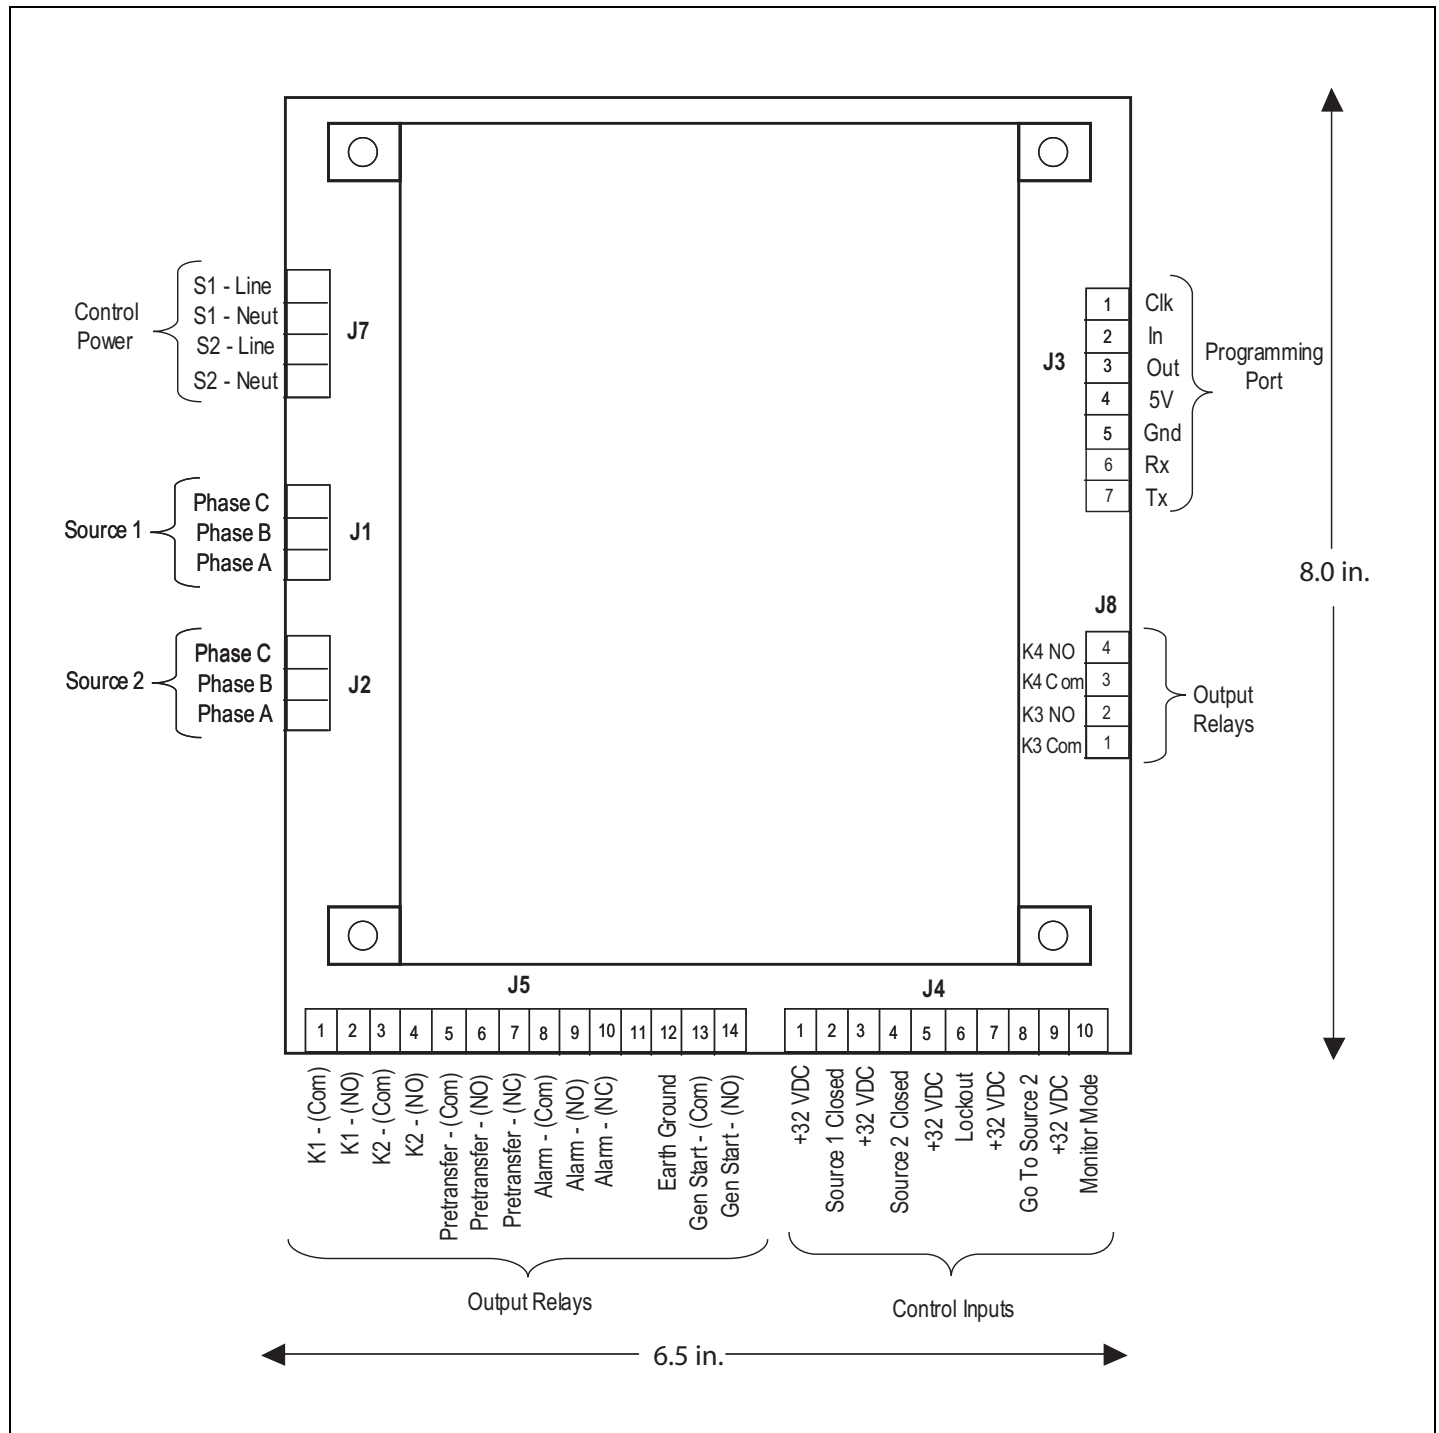 Control
Power
S1 - Line
S1 - Neut
S2 - Line
S2 - Neut
J7
Source 1
Phase C
Phase B
Phase A
J1
Source 2
Phase C
Phase B
Phase A
J2
J3
1 Clk
2 In
3 Out
4 5V
5 Gnd
6 Rx
7 Tx
Programming
Port
8.0 in.
J8
K4 NO 4
K4 C om 3
K3 NO 2
K3 Com 1
Output
Relays
J5
1 2 3 4 5 6 7 8 9 10 11 12 13 14
K1 - (Com)
K1 - (NO)
K2 - (Com)
K2 - (NO)
Pretransfer - (Com)
Pretransfer - (NO)
Pretransfer - (NC)
Alarm - (Com)
Alarm - (NO)
Alarm - (NC)
Earth Ground
Gen Start - (Com)
Gen Start - (NO)
Output Relays
J4
1 2 3 4 5 6 7 8 9 10
+32 VDC
Source 1 Closed
+32 VDC
Source 2 Closed
+32 VDC
Lockout
+32 VDC
Go To Source 2
+32 VDC
Monitor Mode
Control Inputs
6.5 in.